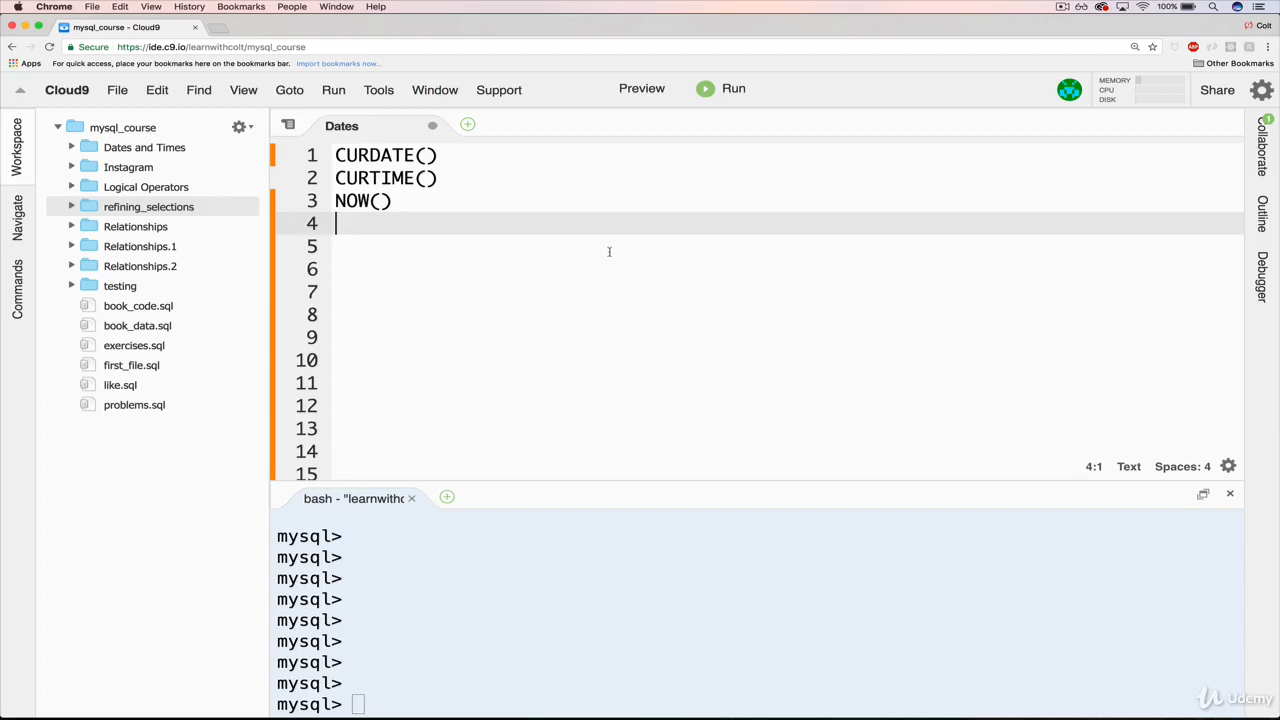 Chrome File Edit View History Bookmarks People Window Help 100%
mysql_course - Cloud9 × Colt
Secure https://ide.c9.io/learnwithcolt/mysql_course
Apps For quick access, place your bookmarks here on the bookmarks bar. Import bookmarks now... Other Bookmarks
Cloud9 File Edit Find View Goto Run Tools Window Support Preview Run MEMORY CPU DISK Share
Workspace
Navigate
Commands
mysql_course
Dates and Times
Instagram
Logical Operators
refining_selections
Relationships
Relationships.1
Relationships.2
testing
book_code.sql
book_data.sql
exercises.sql
first_file.sql
like.sql
problems.sql
Dates
1 CURDATE()
2 CURTIME()
3 NOW()
4
5
6
7
8
9
10
11
12
13
14
15
4:1 Text Spaces: 4
Collaborate 1
Outline
Debugger
bash - "learnwithc ×
mysql>
mysql>
mysql>
mysql>
mysql>
mysql>
mysql>
mysql>
mysql>
Udemy